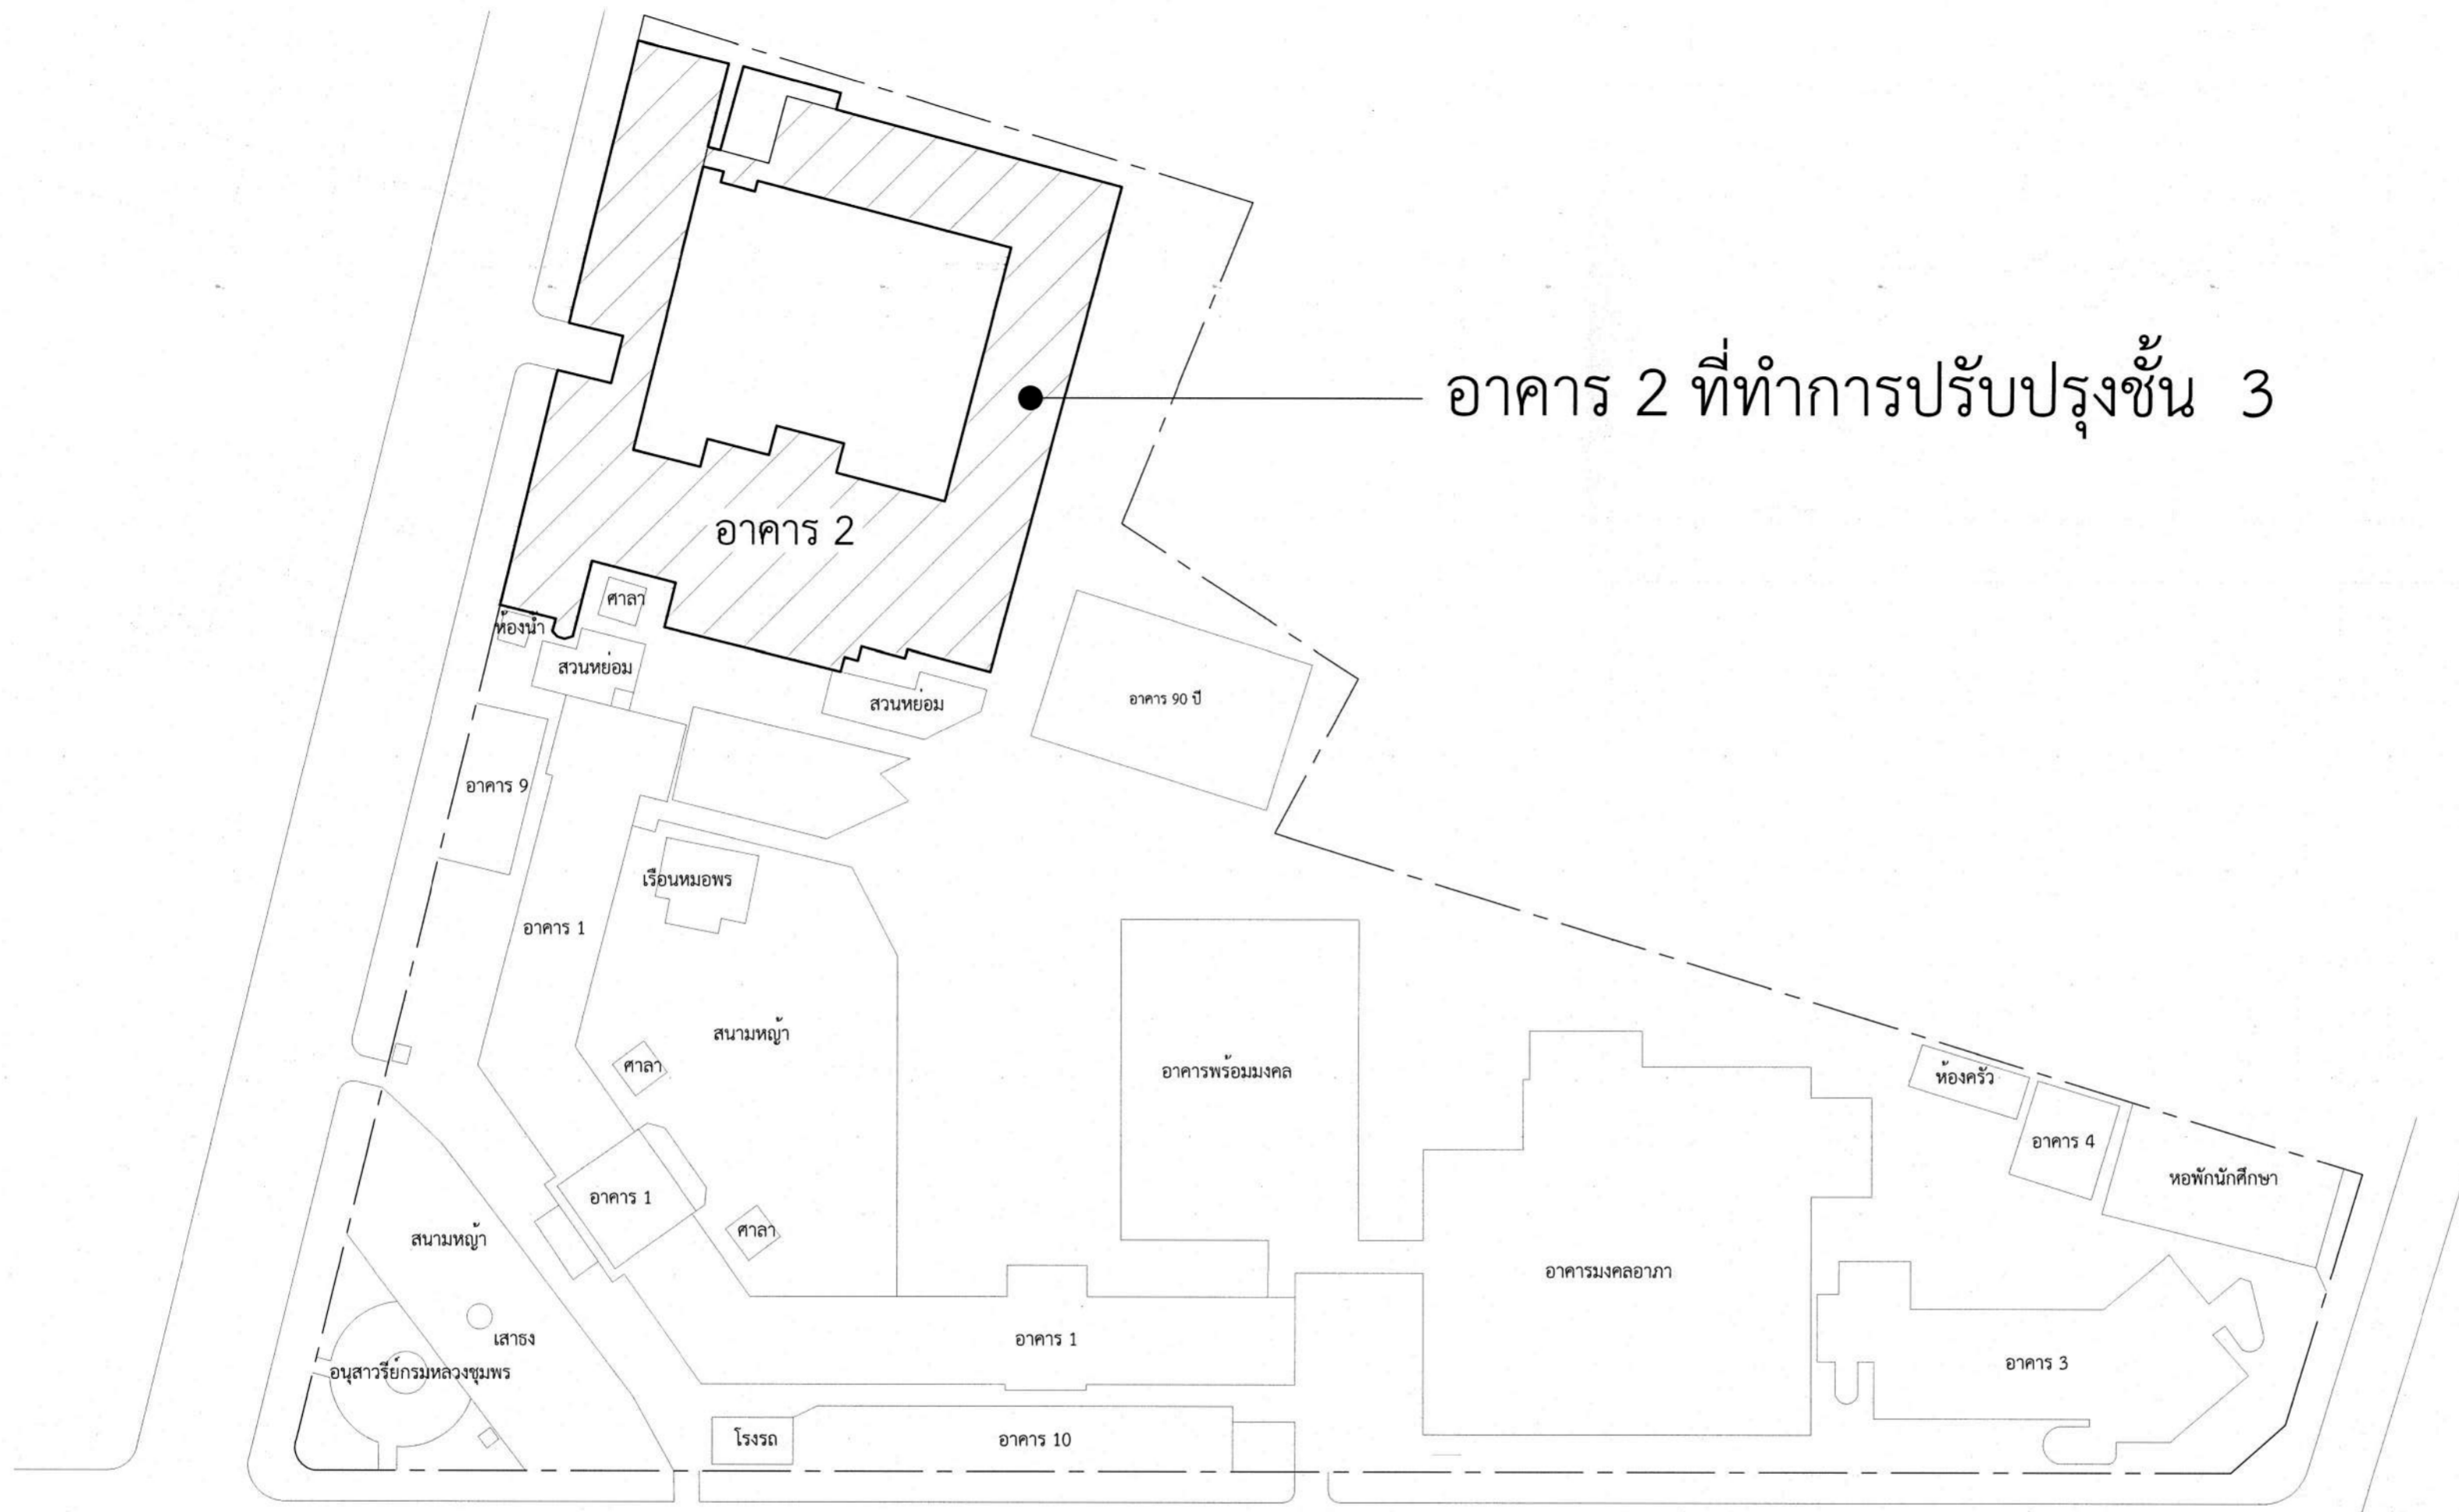 อาคาร 2 ที่ทำการปรับปรุงชั้น 3
อาคาร 2
ศาลา
ห้องน้ำ
สวนหย่อม
สวนหย่อม
อาคาร 90 ปี
อาคาร 9
เรือนหมอพร
อาคาร 1
สนามหญ้า
ศาลา
อาคารพร้อมมงคล
ห้องครัว
อาคาร 4
หอพักนักศึกษา
อาคาร 1
ศาลา
สนามหญ้า
อาคารมงคลอาภา
เสาธง
อาคาร 1
อาคาร 3
อนุสาวรีย์กรมหลวงชุมพร
โรงรถ
อาคาร 10